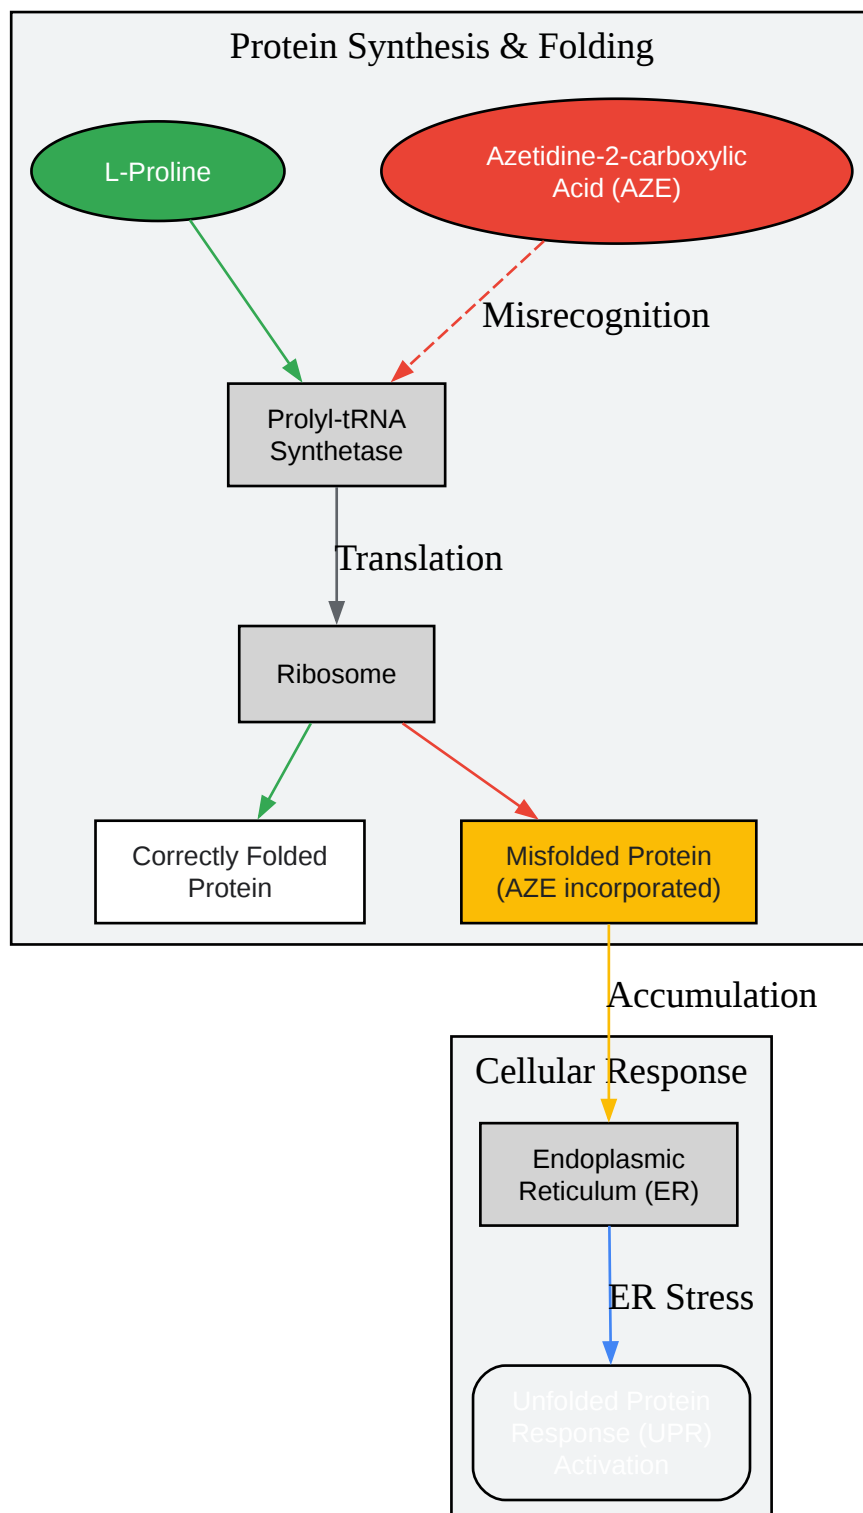 Protein Synthesis & Folding
L-Proline
Azetidine-2-carboxylic
Acid (AZE)
Misrecognition
Prolyl-tRNA
Synthetase
Translation
Ribosome
Correctly Folded
Protein
Misfolded Protein
(AZE incorporated)
Accumulation
Cellular Response
Endoplasmic
Reticulum (ER)
ER Stress
Unfolded Protein
Response (UPR)
Activation